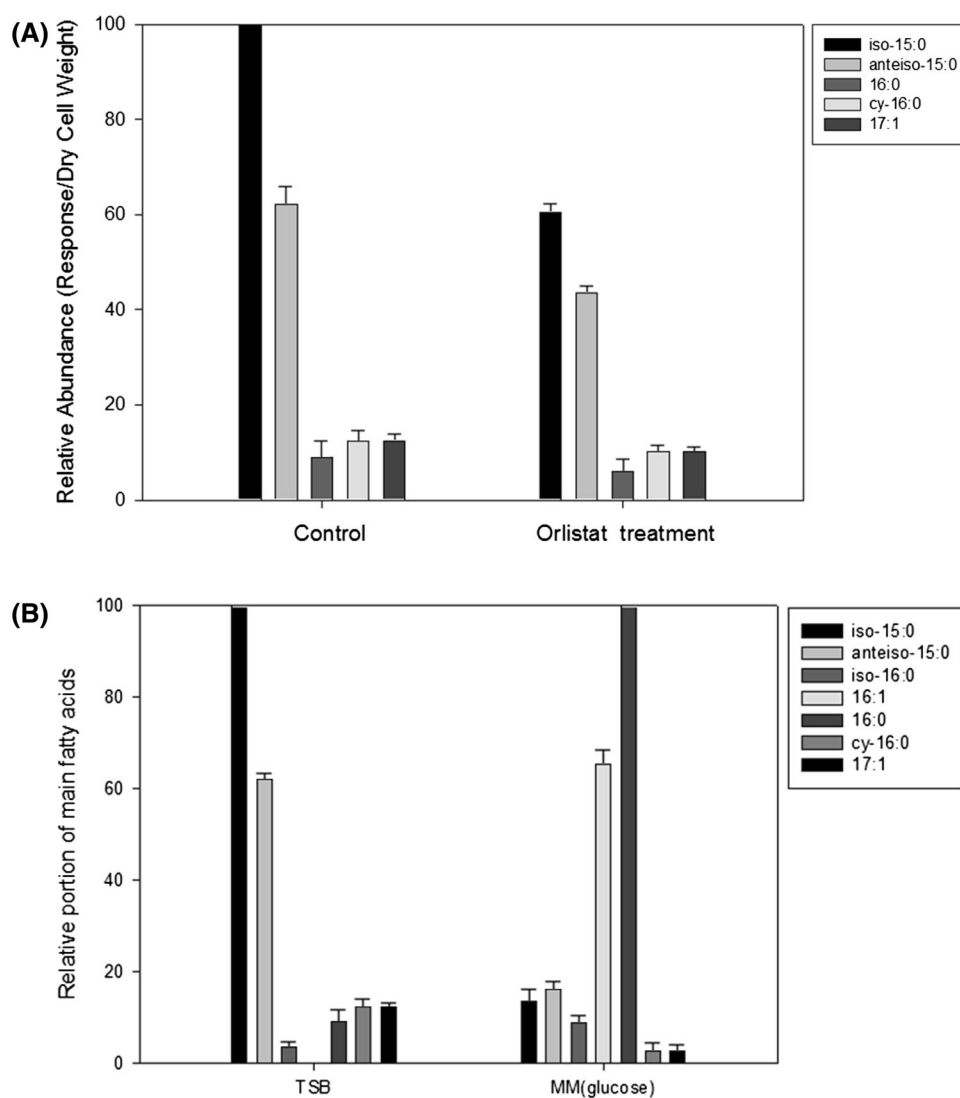 (A)
Relative Abundance (Response/Dry Cell Weight)
100
80
60
40
20
0
Control
Orlistat treatment
iso-15:0
anteiso-15:0
16:0
cy-16:0
17:1
(B)
Relative portion of main fatty acids
100
80
60
40
20
0
TSB
MM(glucose)
iso-15:0
anteiso-15:0
iso-16:0
16:1
16:0
cy-16:0
17:1